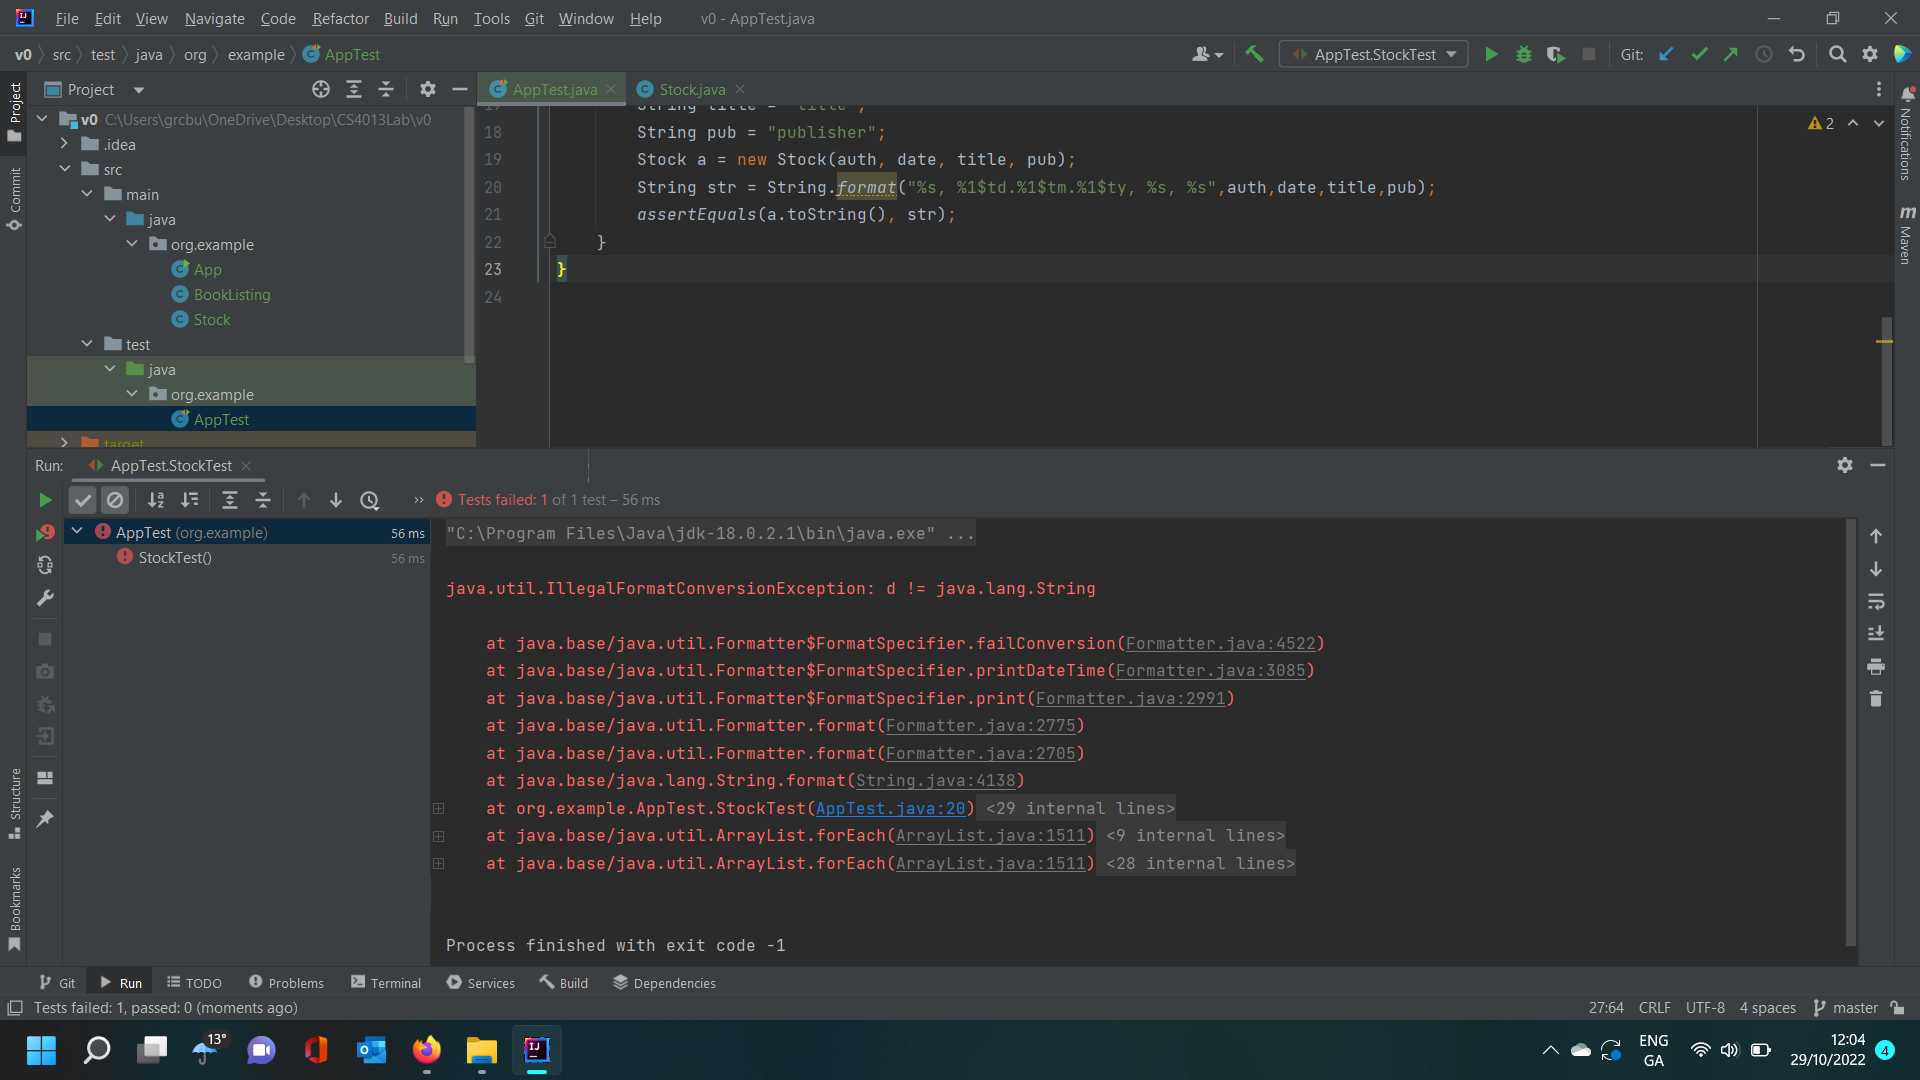 File Edit View Navigate Code Refactor Build Run Tools Git Window Help v0 - AppTest.java
v0 src test java org example AppTest AppTest.StockTest Git:
Project AppTest.java Stock.java
Project
Commit
Structure
Bookmarks
v0 C:\Users\grcbu\OneDrive\Desktop\CS4013Lab\v0
.idea
src
main
java
org.example
App
BookListing
Stock
test
java
org.example
AppTest
target
17 String title = "title";
18 String pub = "publisher";
19 Stock a = new Stock(auth, date, title, pub);
20 String str = String.format("%s, %1$td.%1$tm.%1$ty, %s, %s",auth,date,title,pub);
21 assertEquals(a.toString(), str);
22 }
23 }
24
2
Notifications
Maven
Run: AppTest.StockTest
Tests failed: 1 of 1 test – 56 ms
AppTest (org.example) 56 ms
StockTest() 56 ms
"C:\Program Files\Java\jdk-18.0.2.1\bin\java.exe" ...
java.util.IllegalFormatConversionException: d != java.lang.String
at java.base/java.util.Formatter$FormatSpecifier.failConversion(Formatter.java:4522)
at java.base/java.util.Formatter$FormatSpecifier.printDateTime(Formatter.java:3085)
at java.base/java.util.Formatter$FormatSpecifier.print(Formatter.java:2991)
at java.base/java.util.Formatter.format(Formatter.java:2775)
at java.base/java.util.Formatter.format(Formatter.java:2705)
at java.base/java.lang.String.format(String.java:4138)
at org.example.AppTest.StockTest(AppTest.java:20) <29 internal lines>
at java.base/java.util.ArrayList.forEach(ArrayList.java:1511) <9 internal lines>
at java.base/java.util.ArrayList.forEach(ArrayList.java:1511) <28 internal lines>
Process finished with exit code -1
Git Run TODO Problems Terminal Services Build Dependencies
Tests failed: 1, passed: 0 (moments ago) 27:64 CRLF UTF-8 4 spaces master
13° ENG 12:04
GA 29/10/2022 4